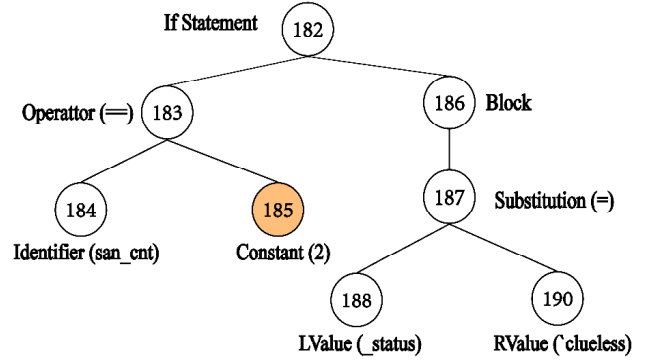 If Statement
182
Operattor (==)
183
186
Block
184
185
187
Substitution (=)
Identifier (san_cnt)
Constant (2)
188
190
LValue (_status)
RValue (`clueless)